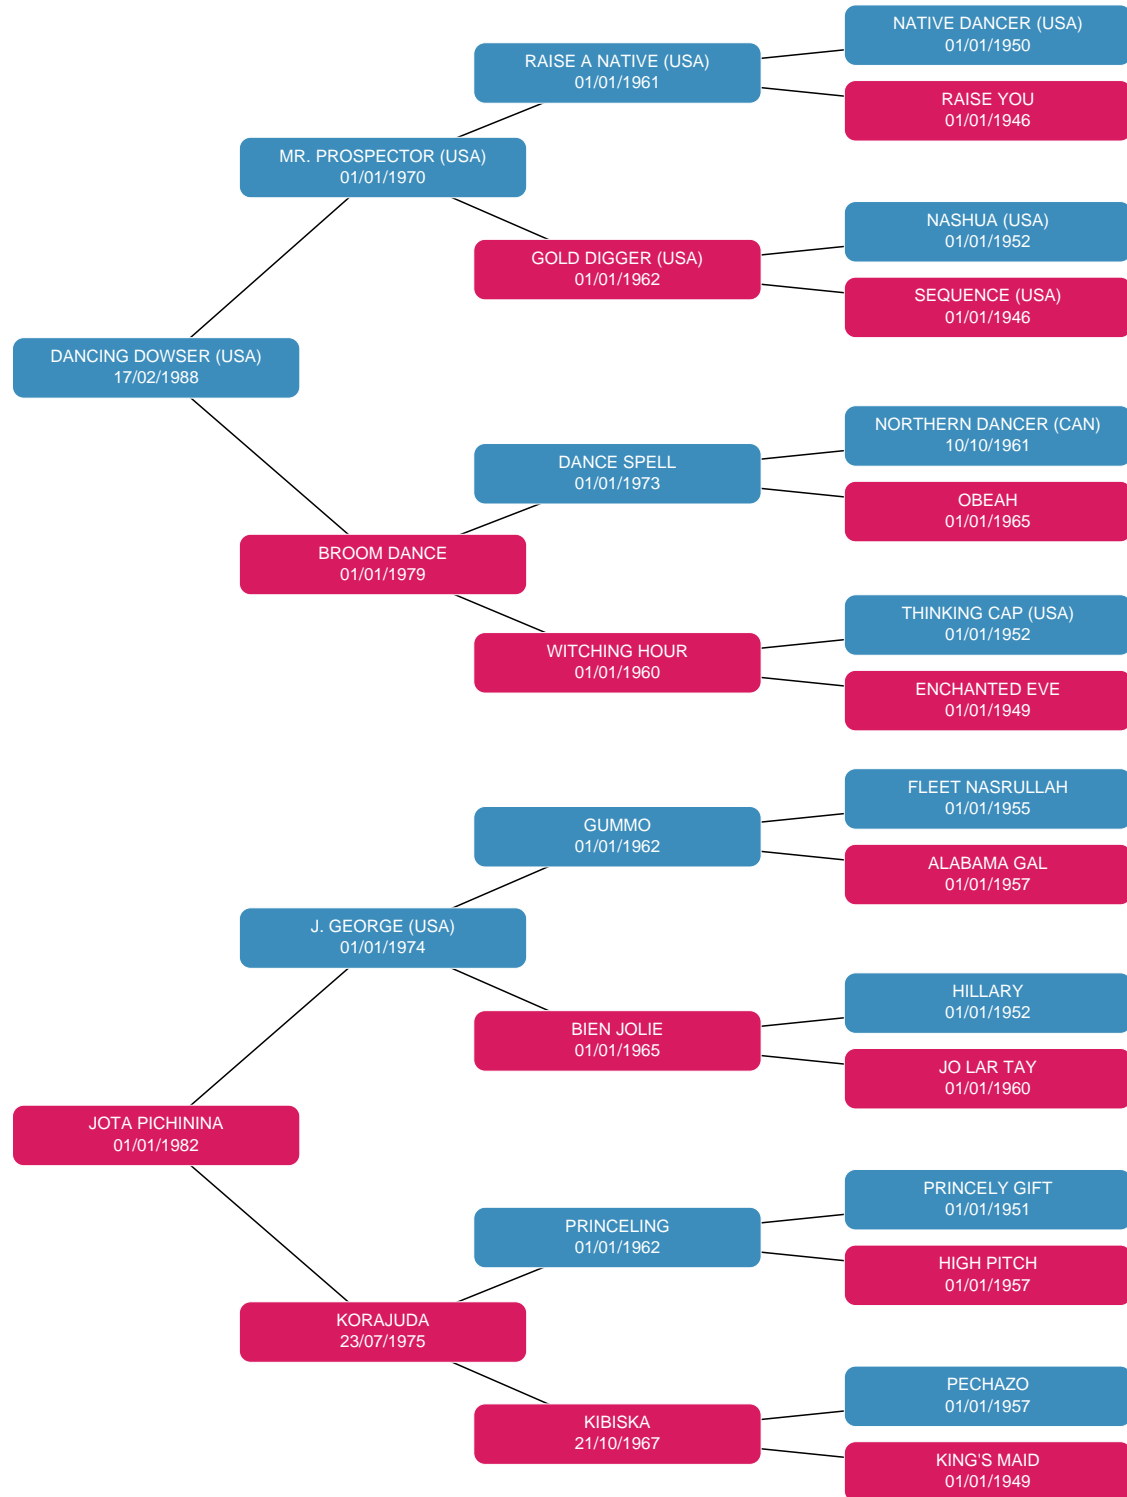 NATIVE DANCER (USA)
01/01/1950
RAISE A NATIVE (USA)
01/01/1961
RAISE YOU
01/01/1946
MR. PROSPECTOR (USA)
01/01/1970
NASHUA (USA)
01/01/1952
GOLD DIGGER (USA)
01/01/1962
SEQUENCE (USA)
01/01/1946
DANCING DOWSER (USA)
17/02/1988
NORTHERN DANCER (CAN)
10/10/1961
DANCE SPELL
01/01/1973
OBEAH
01/01/1965
BROOM DANCE
01/01/1979
THINKING CAP (USA)
01/01/1952
WITCHING HOUR
01/01/1960
ENCHANTED EVE
01/01/1949
FLEET NASRULLAH
01/01/1955
GUMMO
01/01/1962
ALABAMA GAL
01/01/1957
J. GEORGE (USA)
01/01/1974
HILLARY
01/01/1952
BIEN JOLIE
01/01/1965
JO LAR TAY
01/01/1960
JOTA PICHININA
01/01/1982
PRINCELY GIFT
01/01/1951
PRINCELING
01/01/1962
HIGH PITCH
01/01/1957
KORAJUDA
23/07/1975
PECHAZO
01/01/1957
KIBISKA
21/10/1967
KING'S MAID
01/01/1949